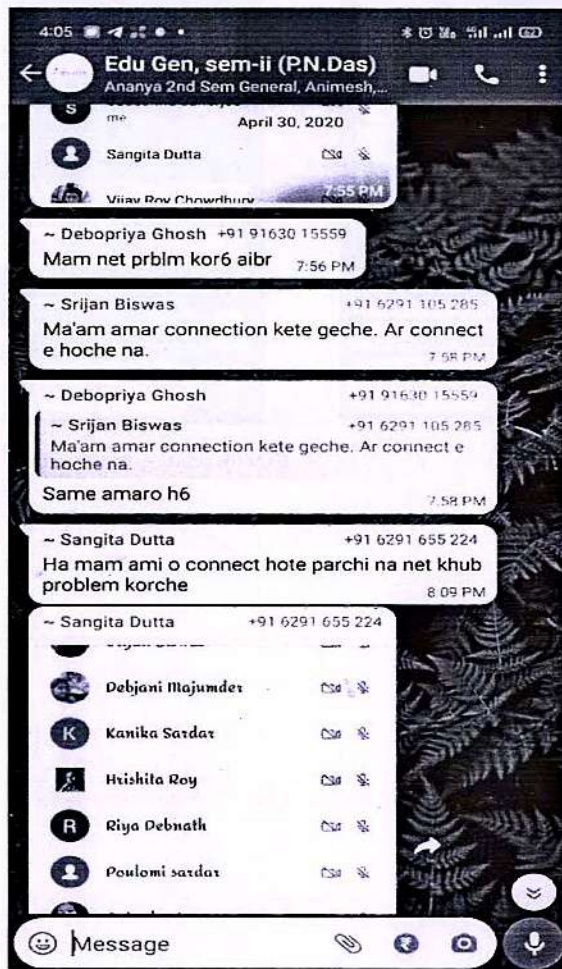 4:05
Edu Gen, sem-ii (P.N.Das)
Ananya 2nd Sem General, Animesh,...
S
me
April 30, 2020
Sangita Dutta
Vijay Roy Chowdhury
7:55 PM
~ Debopriya Ghosh +91 91630 15559
Mam net prblm kor6 aibr 7:56 PM
~ Srijan Biswas +91 6291 105 285
Ma'am amar connection kete geche. Ar connect
e hoche na.
7:58 PM
~ Debopriya Ghosh +91 91630 15559
~ Srijan Biswas +91 6291 105 285
Ma'am amar connection kete geche. Ar connect e
hoche na.
Same amaro h6
7:58 PM
~ Sangita Dutta +91 6291 655 224
Ha mam ami o connect hote parchi na net khub
problem korche
8:09 PM
~ Sangita Dutta +91 6291 655 224
Debjani Majumder
K Kanika Sardar
Hrishita Roy
R Riya Debnath
Poulomi sardar
Message